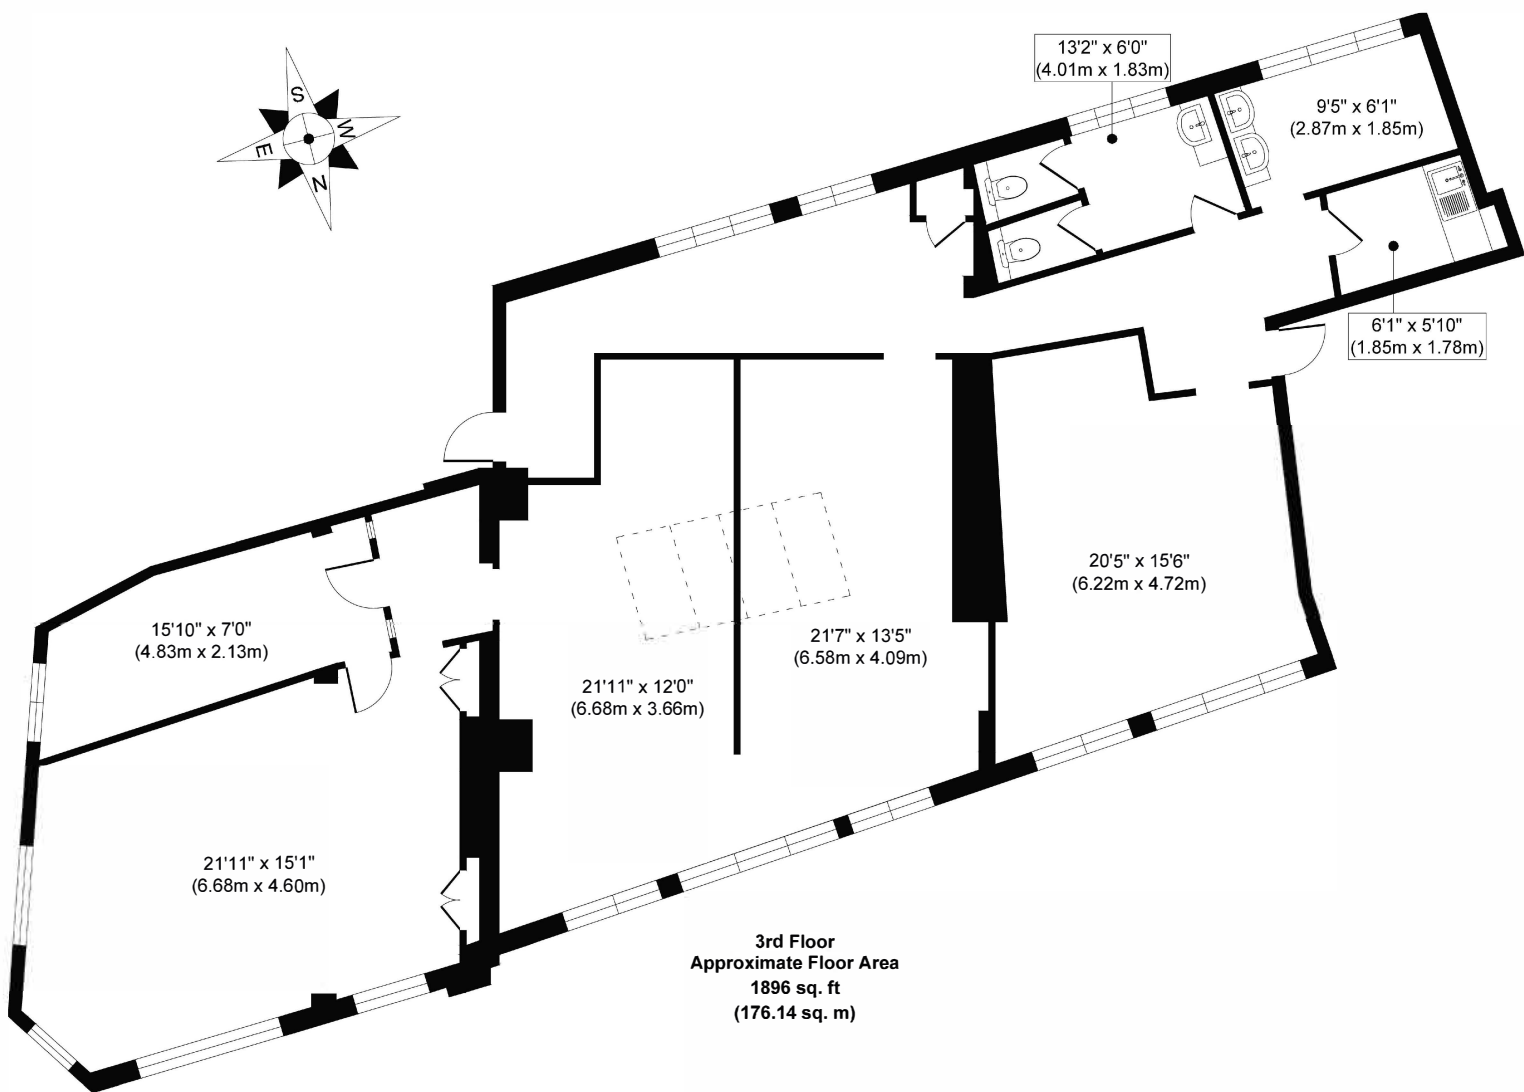 S
W
E
N
13'2" x 6'0"
(4.01m x 1.83m)
9'5" x 6'1"
(2.87m x 1.85m)
6'1" x 5'10"
(1.85m x 1.78m)
20'5" x 15'6"
(6.22m x 4.72m)
15'10" x 7'0"
(4.83m x 2.13m)
21'7" x 13'5"
(6.58m x 4.09m)
21'11" x 12'0"
(6.68m x 3.66m)
21'11" x 15'1"
(6.68m x 4.60m)
3rd Floor
Approximate Floor Area
1896 sq. ft
(176.14 sq. m)